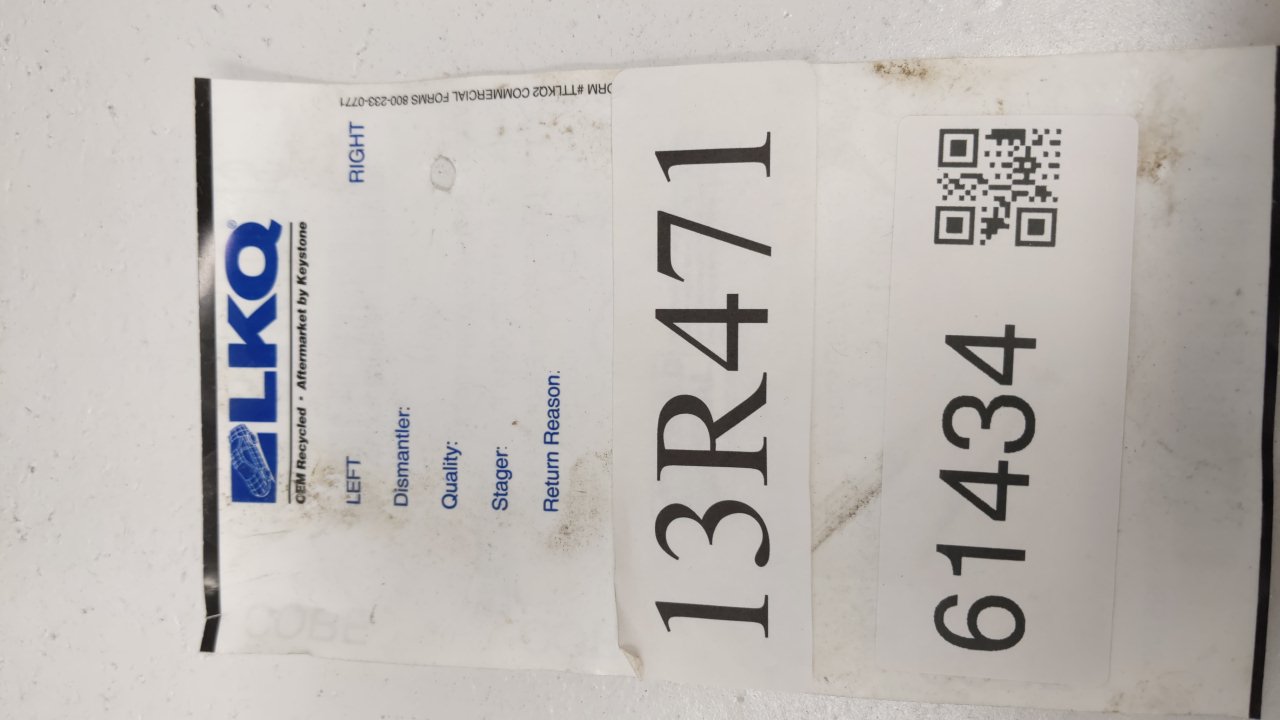 LKQ®
OEM Recycled · Aftermarket by Keystone
LEFT RIGHT
Dismantler:
Quality:
Stager:
Return Reason:
ORM #TTLKQ2 COMMERCIAL FORMS 800-233-0771
13R471
61434